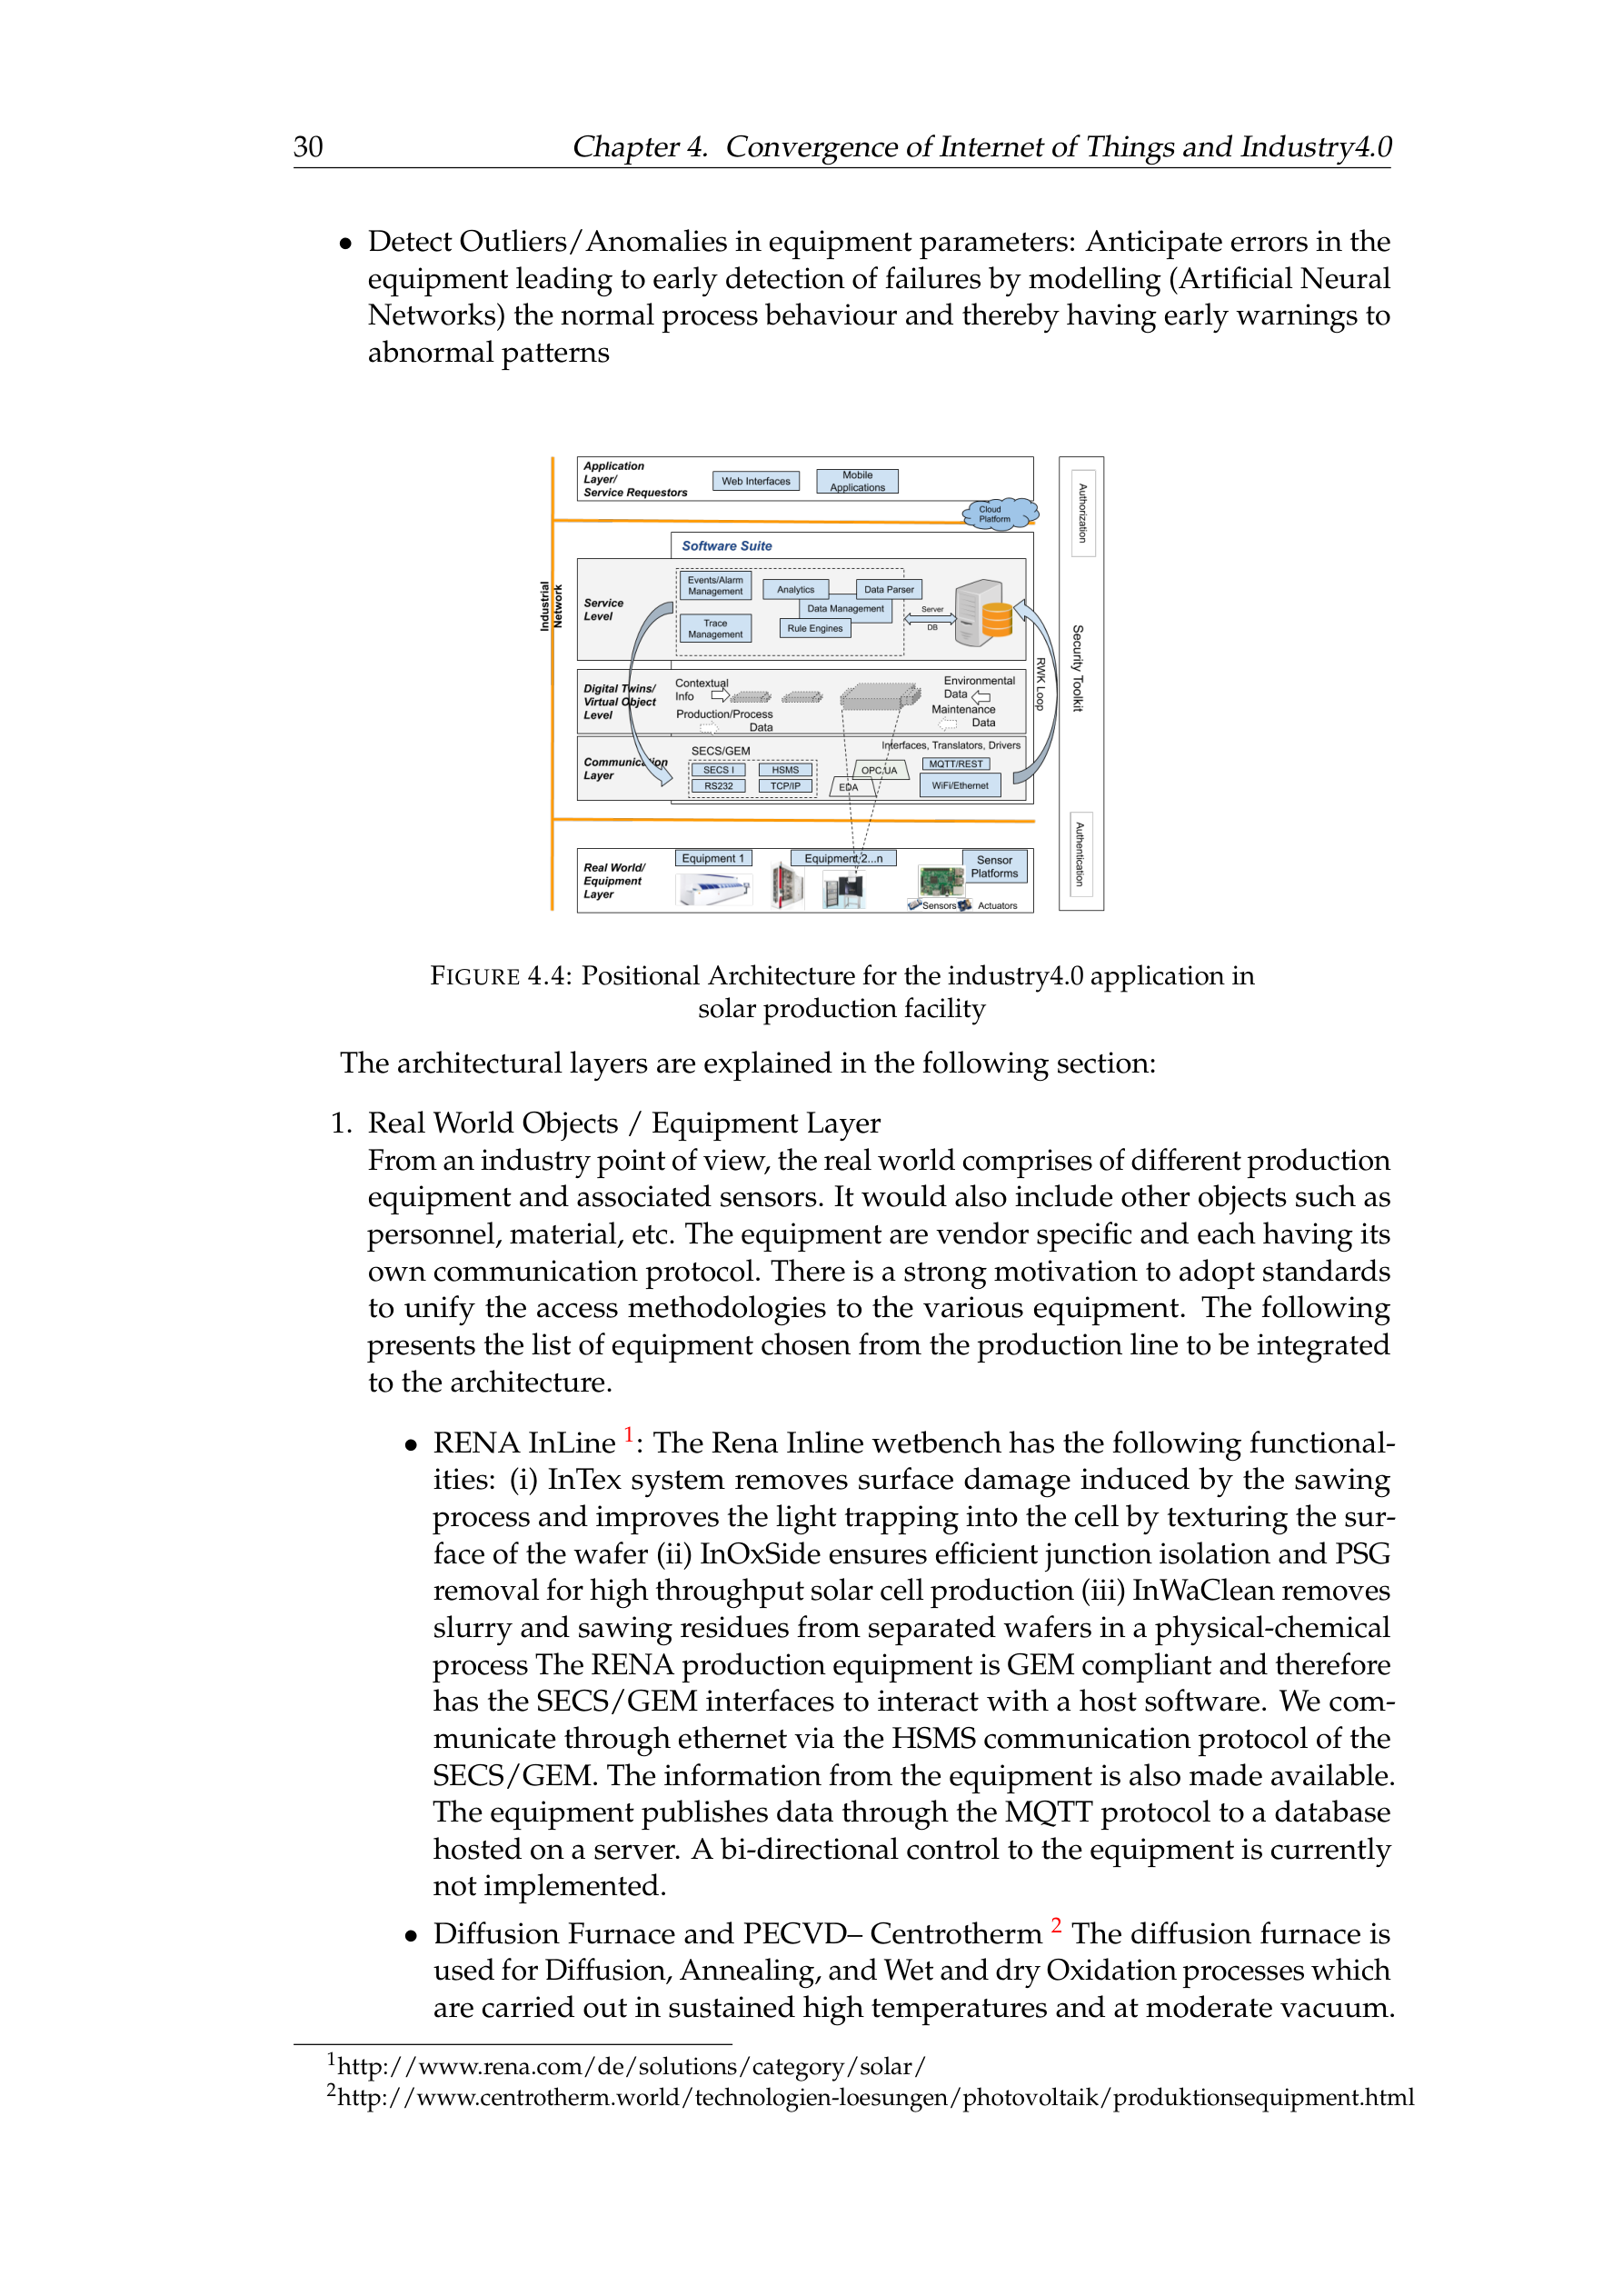 30
Chapter 4. Convergence of Internet of Things and Industry4.0
• Detect Outliers/Anomalies in equipment parameters: Anticipate errors in the
equipment leading to early detection of failures by modelling (Artificial Neural
Networks) the normal process behaviour and thereby having early warnings to
abnormal patterns
Application
Layer/
Service Requestors
Web Interfaces
Mobile
Applications
Cloud
Platform
Industrial
Network
Software Suite
Service
Level
Events/Alarm
Management
Analytics
Data Parser
Data Management
Trace
Management
Rule Engines
Server
DB
Digital Twins/
Virtual Object
Level
Contextual
Info
Production/Process
Data
Environmental
Data
Maintenance
Data
Communication
Layer
SECS/GEM
SECS I
HSMS
RS232
TCP/IP
Interfaces, Translators, Drivers
OPC,UA
EDA
MQTT/REST
WiFi/Ethernet
RWK Loop
Real World/
Equipment
Layer
Equipment 1
Equipment 2...n
Sensor
Platforms
Sensors
Actuators
Authorization
Security Toolkit
Authentication
FIGURE 4.4: Positional Architecture for the industry4.0 application in
solar production facility
The architectural layers are explained in the following section:
1. Real World Objects / Equipment Layer
From an industry point of view, the real world comprises of different production
equipment and associated sensors. It would also include other objects such as
personnel, material, etc. The equipment are vendor specific and each having its
own communication protocol. There is a strong motivation to adopt standards
to unify the access methodologies to the various equipment. The following
presents the list of equipment chosen from the production line to be integrated
to the architecture.
• RENA InLine 1: The Rena Inline wetbench has the following functional-
ities: (i) InTex system removes surface damage induced by the sawing
process and improves the light trapping into the cell by texturing the sur-
face of the wafer (ii) InOxSide ensures efficient junction isolation and PSG
removal for high throughput solar cell production (iii) InWaClean removes
slurry and sawing residues from separated wafers in a physical-chemical
process The RENA production equipment is GEM compliant and therefore
has the SECS/GEM interfaces to interact with a host software. We com-
municate through ethernet via the HSMS communication protocol of the
SECS/GEM. The information from the equipment is also made available.
The equipment publishes data through the MQTT protocol to a database
hosted on a server. A bi-directional control to the equipment is currently
not implemented.
• Diffusion Furnace and PECVD– Centrotherm 2 The diffusion furnace is
used for Diffusion, Annealing, and Wet and dry Oxidation processes which
are carried out in sustained high temperatures and at moderate vacuum.
1http://www.rena.com/de/solutions/category/solar/
2http://www.centrotherm.world/technologien-loesungen/photovoltaik/produktionsequipment.html